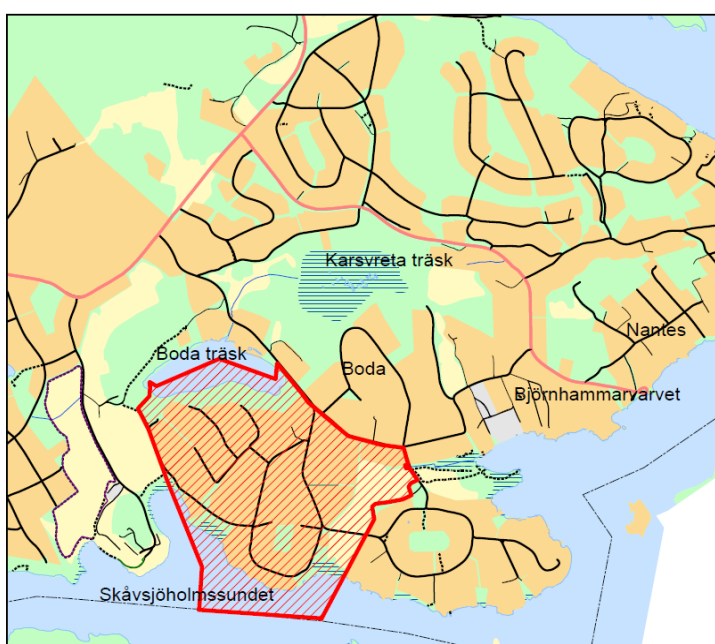 Karsvreta träsk
Nantes
Boda träsk
Boda
Björnhammarvarvet
Skåvsjöholmssundet